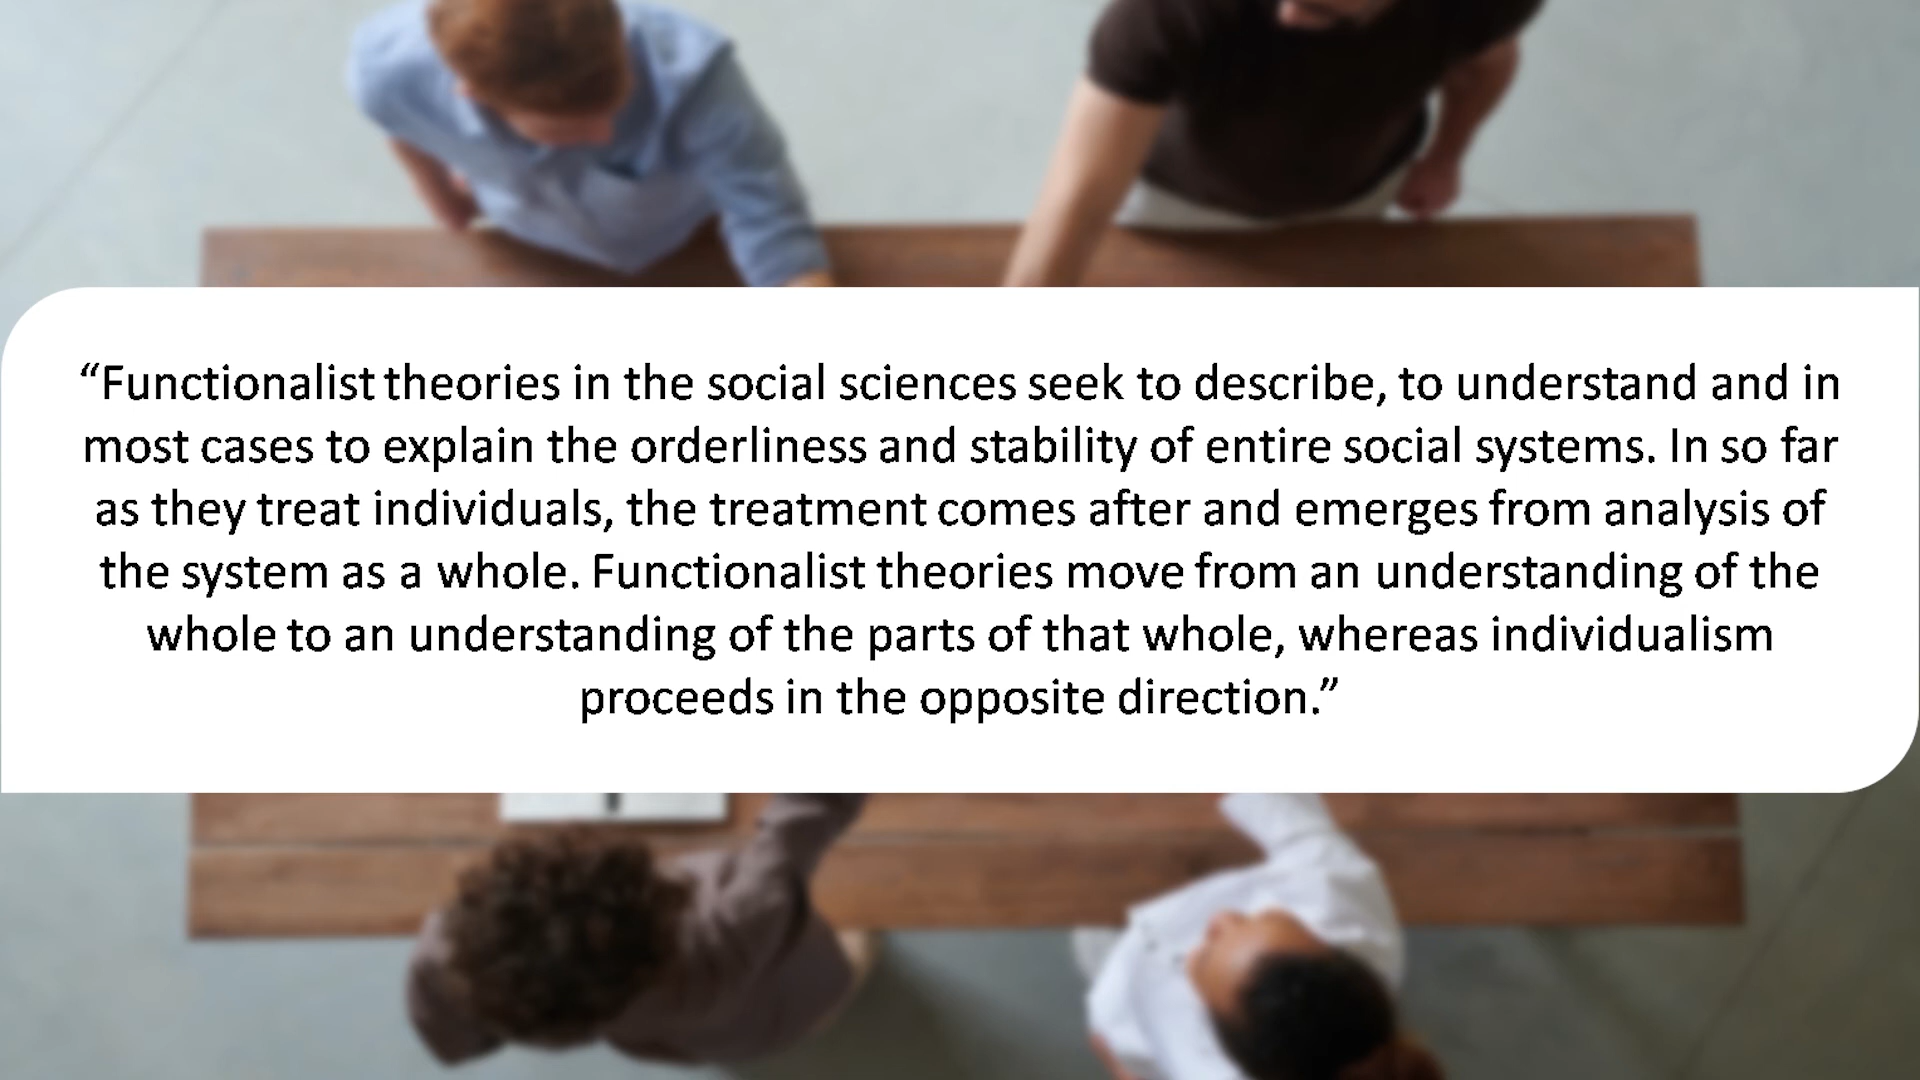 “Functionalist theories in the social sciences seek to describe, to understand and in
most cases to explain the orderliness and stability of entire social systems. In so far
as they treat individuals, the treatment comes after and emerges from analysis of
the system as a whole. Functionalist theories move from an understanding of the
whole to an understanding of the parts of that whole, whereas individualism
proceeds in the opposite direction.”